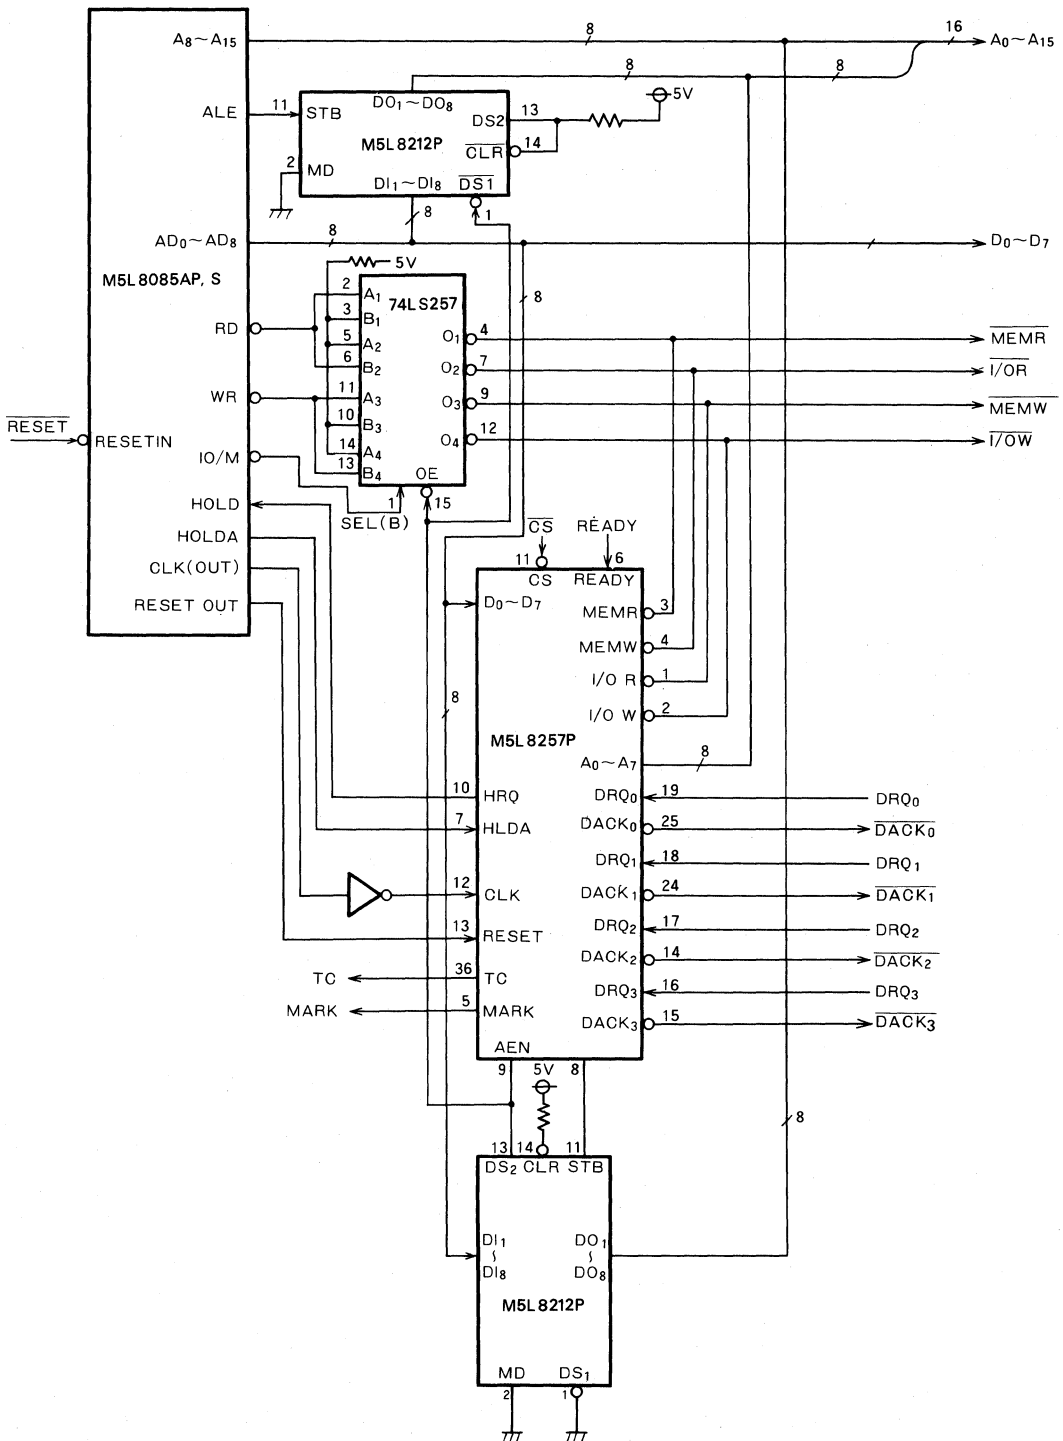 A8~A15
8
16
A0~A15
8
8
ALE
11
STB
DO1~DO8
5V
DS2
13
M5L8212P
CLR
14
2
MD
DI1~DI8
DS1
8
1
AD0~AD8
8
D0~D7
M5L8085AP, S
5V
2
A1
74LS257
8
3
B1
RD
5
A2
O1
4
MEMR
6
B2
O2
7
I/OR
WR
11
A3
O3
9
MEMW
10
B3
RESET
RESETIN
14
A4
O4
12
I/OW
IO/M
13
B4
OE
HOLD
1
15
SEL(B)
CS
READY
HOLDA
11
6
CLK(OUT)
CS
READY
RESET OUT
D0~D7
MEMR
3
MEMW
4
I/O R
1
8
I/O W
2
M5L8257P
A0~A7
8
10
HRQ
DRQ0
19
DRQ0
7
HLDA
DACK0
25
DACK0
DRQ1
18
DRQ1
12
CLK
DACK1
24
DACK1
13
RESET
DRQ2
17
DRQ2
DACK2
14
DACK2
TC
36
TC
DRQ3
16
DRQ3
MARK
5
MARK
DACK3
15
DACK3
AEN
9
5V
8
8
13
14
11
DS2
CLR
STB
DI1
~
DI8
DO1
~
DO8
M5L8212P
MD
DS1
2
1